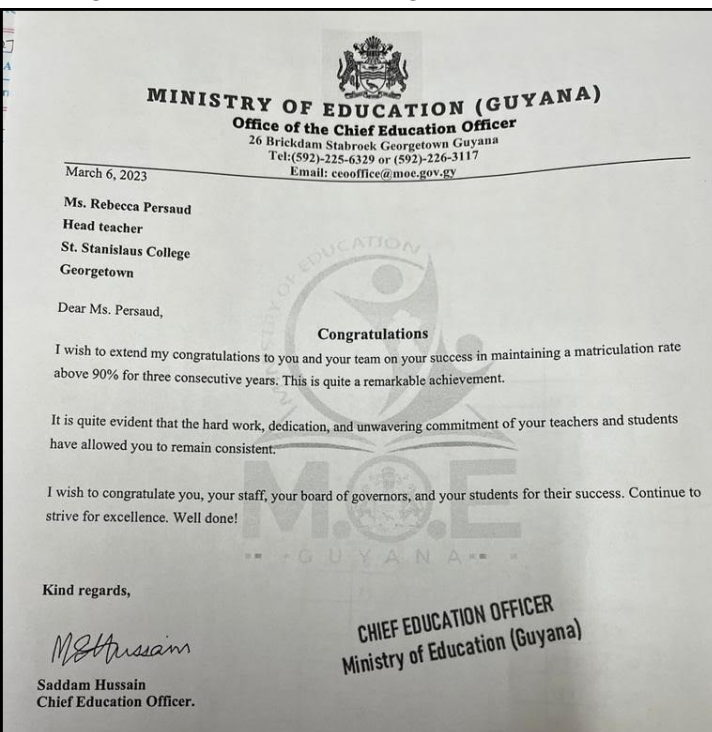 MINISTRY OF EDUCATION (GUYANA)
Office of the Chief Education Officer
26 Brickdam Stabroek Georgetown Guyana
Tel:(592)-225-6329 or (592)-226-3117
Email: ceooffice@moe.gov.gy
March 6, 2023
Ms. Rebecca Persaud
Head teacher
St. Stanislaus College
Georgetown
Dear Ms. Persaud,
Congratulations
I wish to extend my congratulations to you and your team on your success in maintaining a matriculation rate
above 90% for three consecutive years. This is quite a remarkable achievement.
It is quite evident that the hard work, dedication, and unwavering commitment of your teachers and students
have allowed you to remain consistent.
I wish to congratulate you, your staff, your board of governors, and your students for their success. Continue to
strive for excellence. Well done!
MINISTRY OF EDUCATION
M.O.E
GUYANA
Kind regards,
CHIEF EDUCATION OFFICER
Ministry of Education (Guyana)
MSHussain
Saddam Hussain
Chief Education Officer.